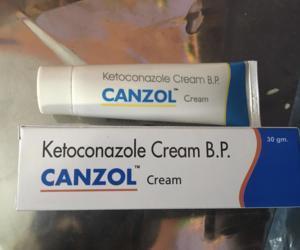 Ketoconazole Cream B.P.
CANZOL™
Cream
30 gm.
Ketoconazole Cream B.P.
CANZOL™ Cream